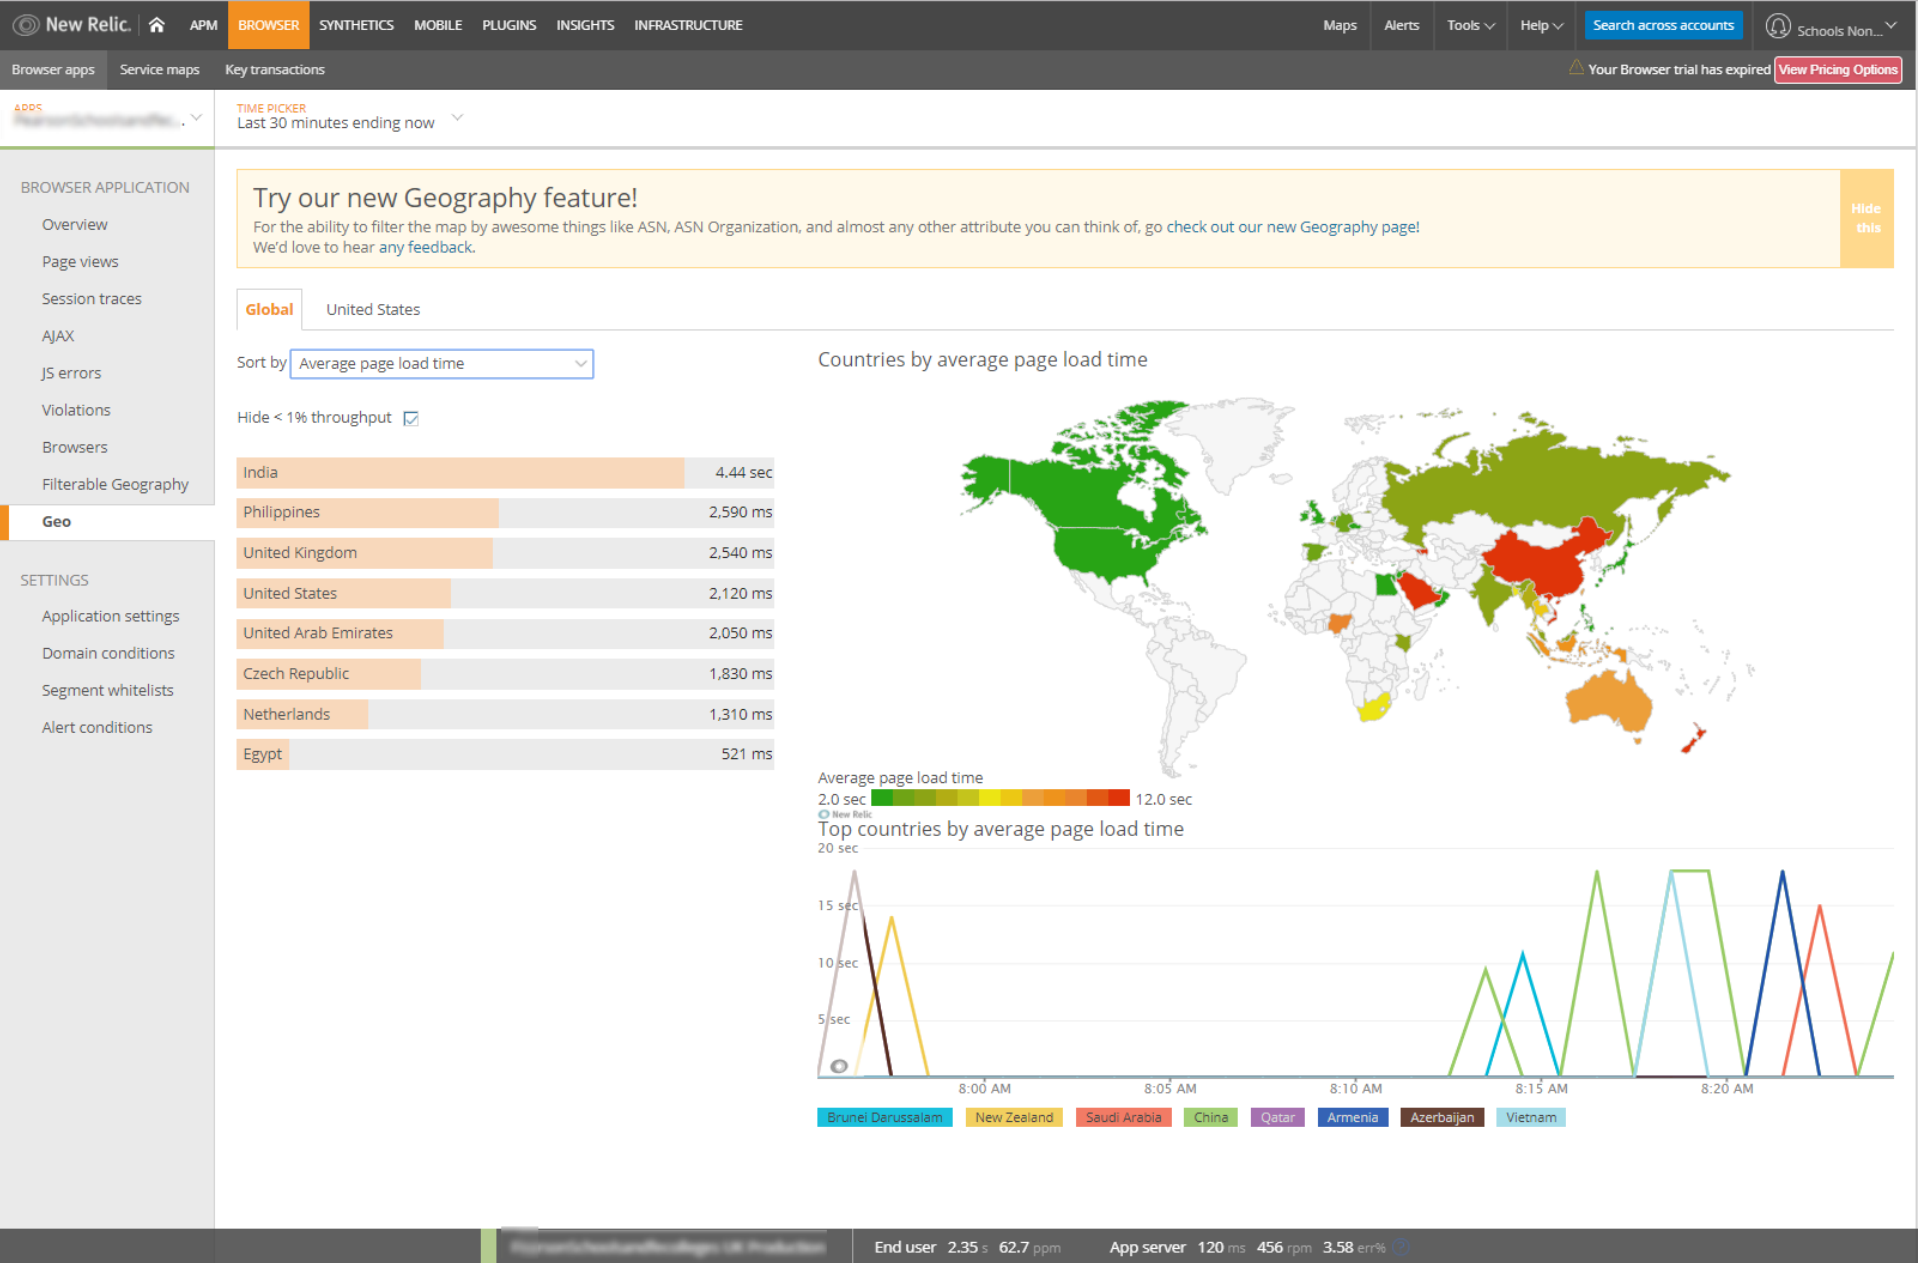 New Relic. APM BROWSER SYNTHETICS MOBILE PLUGINS INSIGHTS INFRASTRUCTURE Maps Alerts Tools Help Search across accounts Schools Non...
Browser apps Service maps Key transactions Your Browser trial has expired View Pricing Options
APPS
TIME PICKER
Last 30 minutes ending now
BROWSER APPLICATION
Overview
Page views
Session traces
AJAX
JS errors
Violations
Browsers
Filterable Geography
Geo
SETTINGS
Application settings
Domain conditions
Segment whitelists
Alert conditions
Try our new Geography feature!
For the ability to filter the map by awesome things like ASN, ASN Organization, and almost any other attribute you can think of, go check out our new Geography page!
We'd love to hear any feedback.
Hide
this
Global United States
Sort by Average page load time
Hide < 1% throughput
India 4.44 sec
Philippines 2,590 ms
United Kingdom 2,540 ms
United States 2,120 ms
United Arab Emirates 2,050 ms
Czech Republic 1,830 ms
Netherlands 1,310 ms
Egypt 521 ms
Countries by average page load time
Average page load time
2.0 sec 12.0 sec
New Relic
Top countries by average page load time
20 sec
15 sec
10 sec
5 sec
8:00 AM 8:05 AM 8:10 AM 8:15 AM 8:20 AM
Brunei Darussalam New Zealand Saudi Arabia China Qatar Armenia Azerbaijan Vietnam
End user 2.35 s 62.7 ppm App server 120 ms 456 rpm 3.58 err%